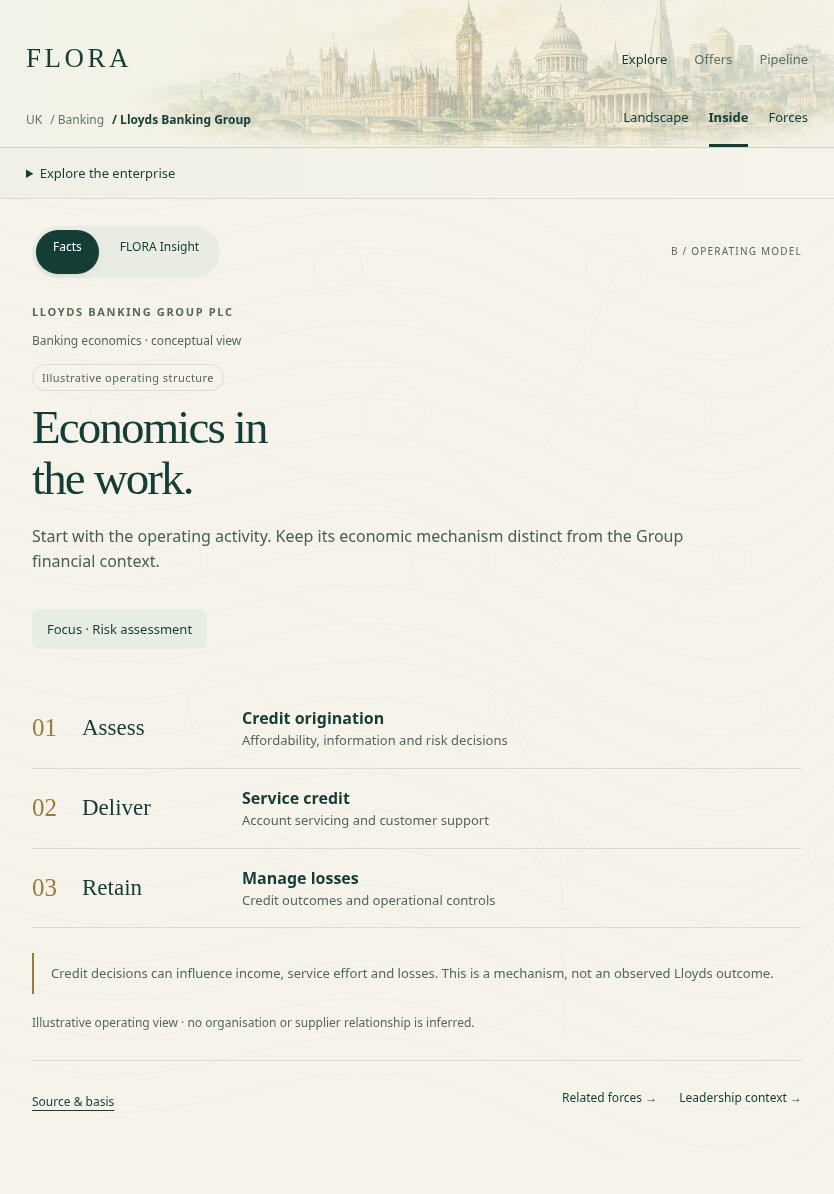 FLORA
Explore Offers Pipeline
UK / Banking / Lloyds Banking Group
Landscape Inside Forces
▶ Explore the enterprise
Facts FLORA Insight
B / OPERATING MODEL
LLOYDS BANKING GROUP PLC
Banking economics · conceptual view
Illustrative operating structure
Economics in
the work.
Start with the operating activity. Keep its economic mechanism distinct from the Group
financial context.
Focus · Risk assessment
01 Assess
Credit origination
Affordability, information and risk decisions
02 Deliver
Service credit
Account servicing and customer support
03 Retain
Manage losses
Credit outcomes and operational controls
Credit decisions can influence income, service effort and losses. This is a mechanism, not an observed Lloyds outcome.
Illustrative operating view · no organisation or supplier relationship is inferred.
Source & basis
Related forces → Leadership context →